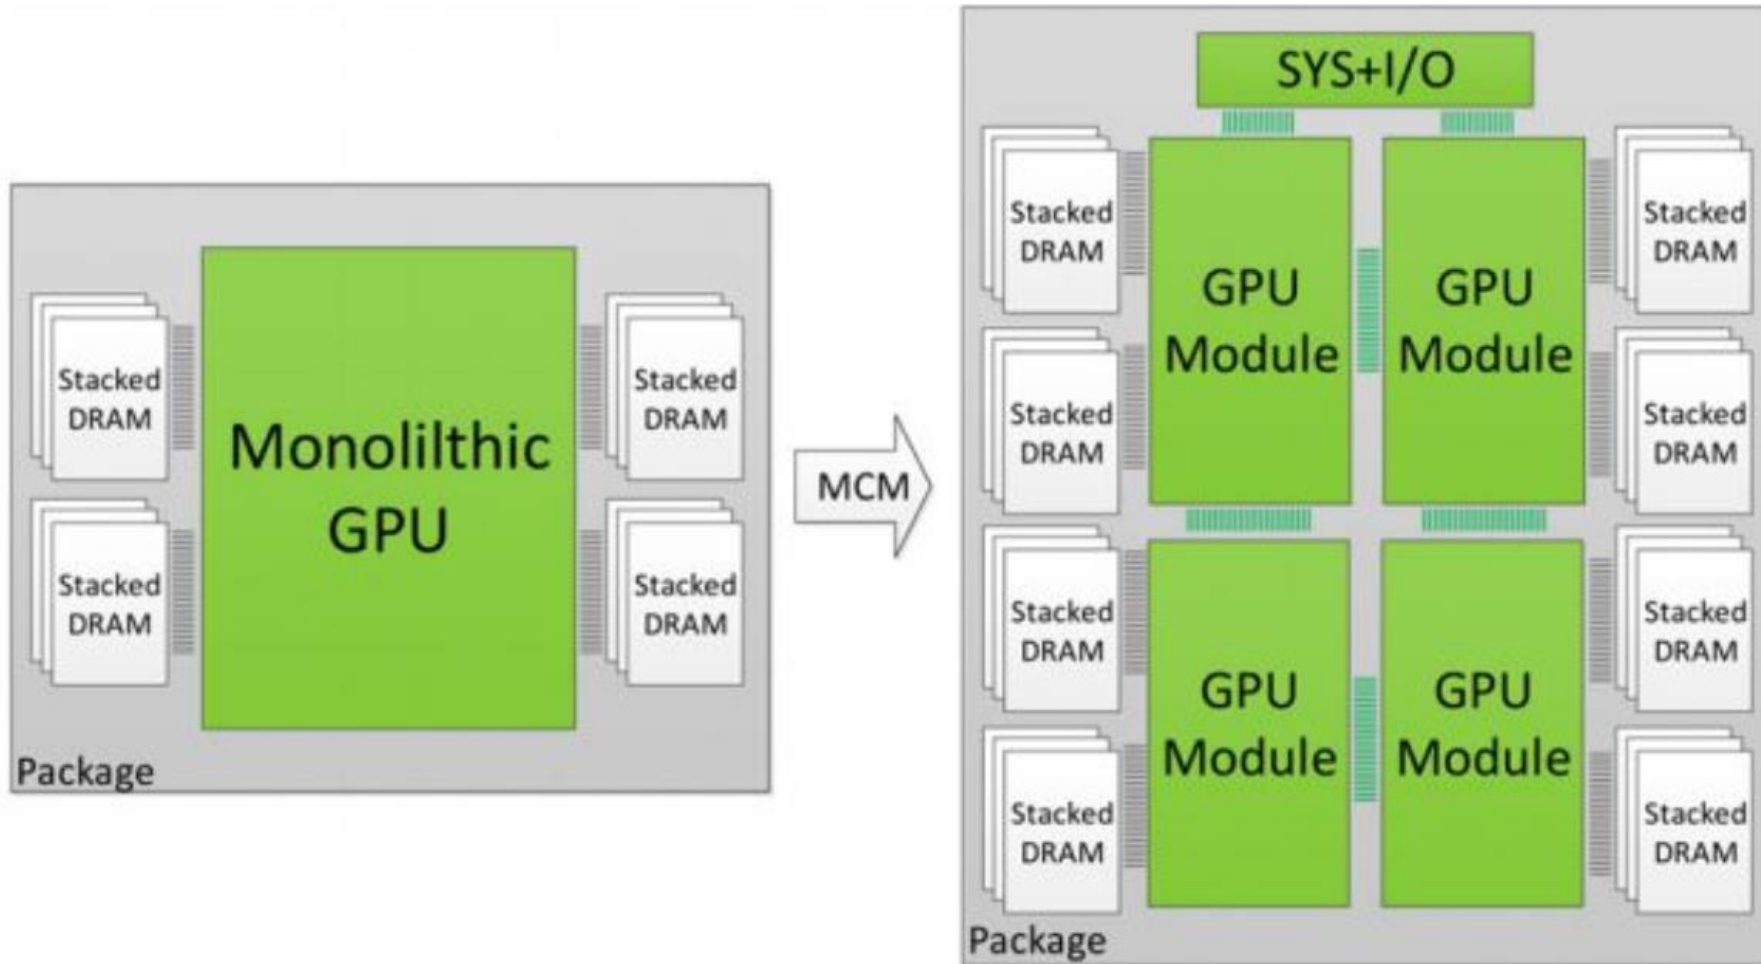 Stacked
DRAM
Stacked
DRAM
Monolilthic
GPU
Stacked
DRAM
Stacked
DRAM
Package
MCM
SYS+I/O
Stacked
DRAM
Stacked
DRAM
Stacked
DRAM
Stacked
DRAM
GPU
Module
GPU
Module
GPU
Module
GPU
Module
Stacked
DRAM
Stacked
DRAM
Stacked
DRAM
Stacked
DRAM
Package